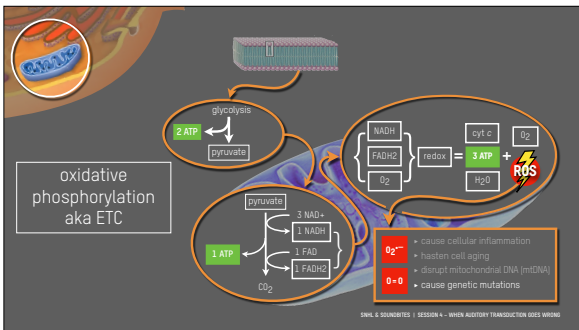 glycolysis
2 ATP
pyruvate
oxidative
phosphorylation
aka ETC
NADH
FADH2
O2
redox
=
cyt c
3 ATP
H2O
+
O2
ROS
pyruvate
3 NAD+
1 NADH
1 ATP
1 FAD
1 FADH2
CO2
O2•–
O=O
▸ cause cellular inflammation
▸ hasten cell aging
▸ disrupt mitochondrial DNA (mtDNA)
▸ cause genetic mutations
SNHL & SOUNDBITES | SESSION 4 – WHEN AUDITORY TRANSDUCTION GOES WRONG